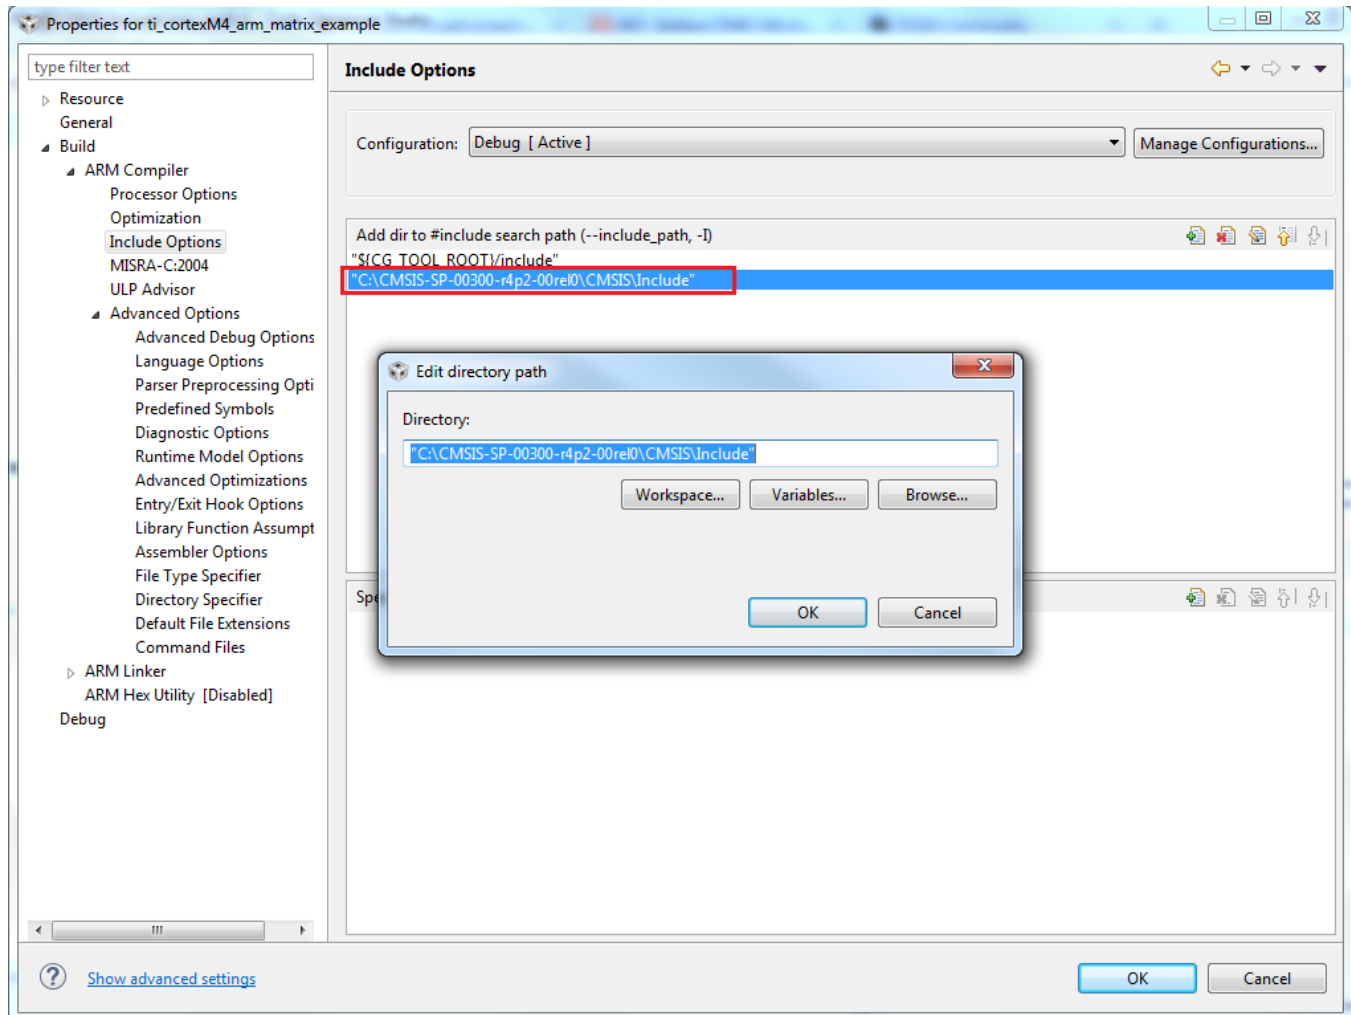 Properties for ti_cortexM4_arm_matrix_example
type filter text
Resource
General
Build
ARM Compiler
Processor Options
Optimization
Include Options
MISRA-C:2004
ULP Advisor
Advanced Options
Advanced Debug Options
Language Options
Parser Preprocessing Opti
Predefined Symbols
Diagnostic Options
Runtime Model Options
Advanced Optimizations
Entry/Exit Hook Options
Library Function Assumpt
Assembler Options
File Type Specifier
Directory Specifier
Default File Extensions
Command Files
ARM Linker
ARM Hex Utility [Disabled]
Debug
Include Options
Configuration: Debug [ Active ] Manage Configurations...
Add dir to #include search path (--include_path, -I)
"${CG_TOOL_ROOT}/include"
"C:\CMSIS-SP-00300-r4p2-00rel0\CMSIS\Include"
Edit directory path
Directory:
"C:\CMSIS-SP-00300-r4p2-00rel0\CMSIS\Include"
Workspace... Variables... Browse...
OK Cancel
Spe
Show advanced settings
OK Cancel